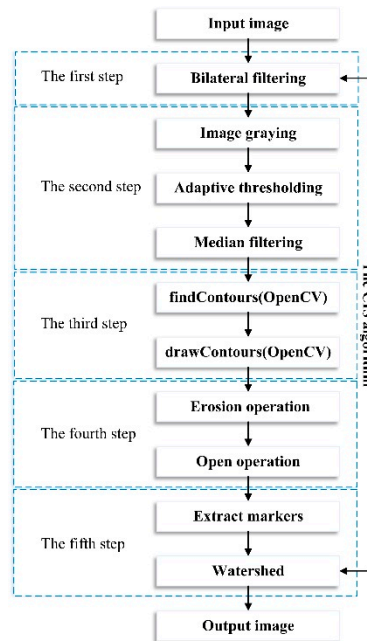 Input image
The first step
Bilateral filtering
Image graying
The second step
Adaptive thresholding
Median filtering
findContours(OpenCV)
The third step
drawContours(OpenCV)
Erosion operation
The fourth step
Open operation
Extract markers
The fifth step
Watershed
Output image
algorithm